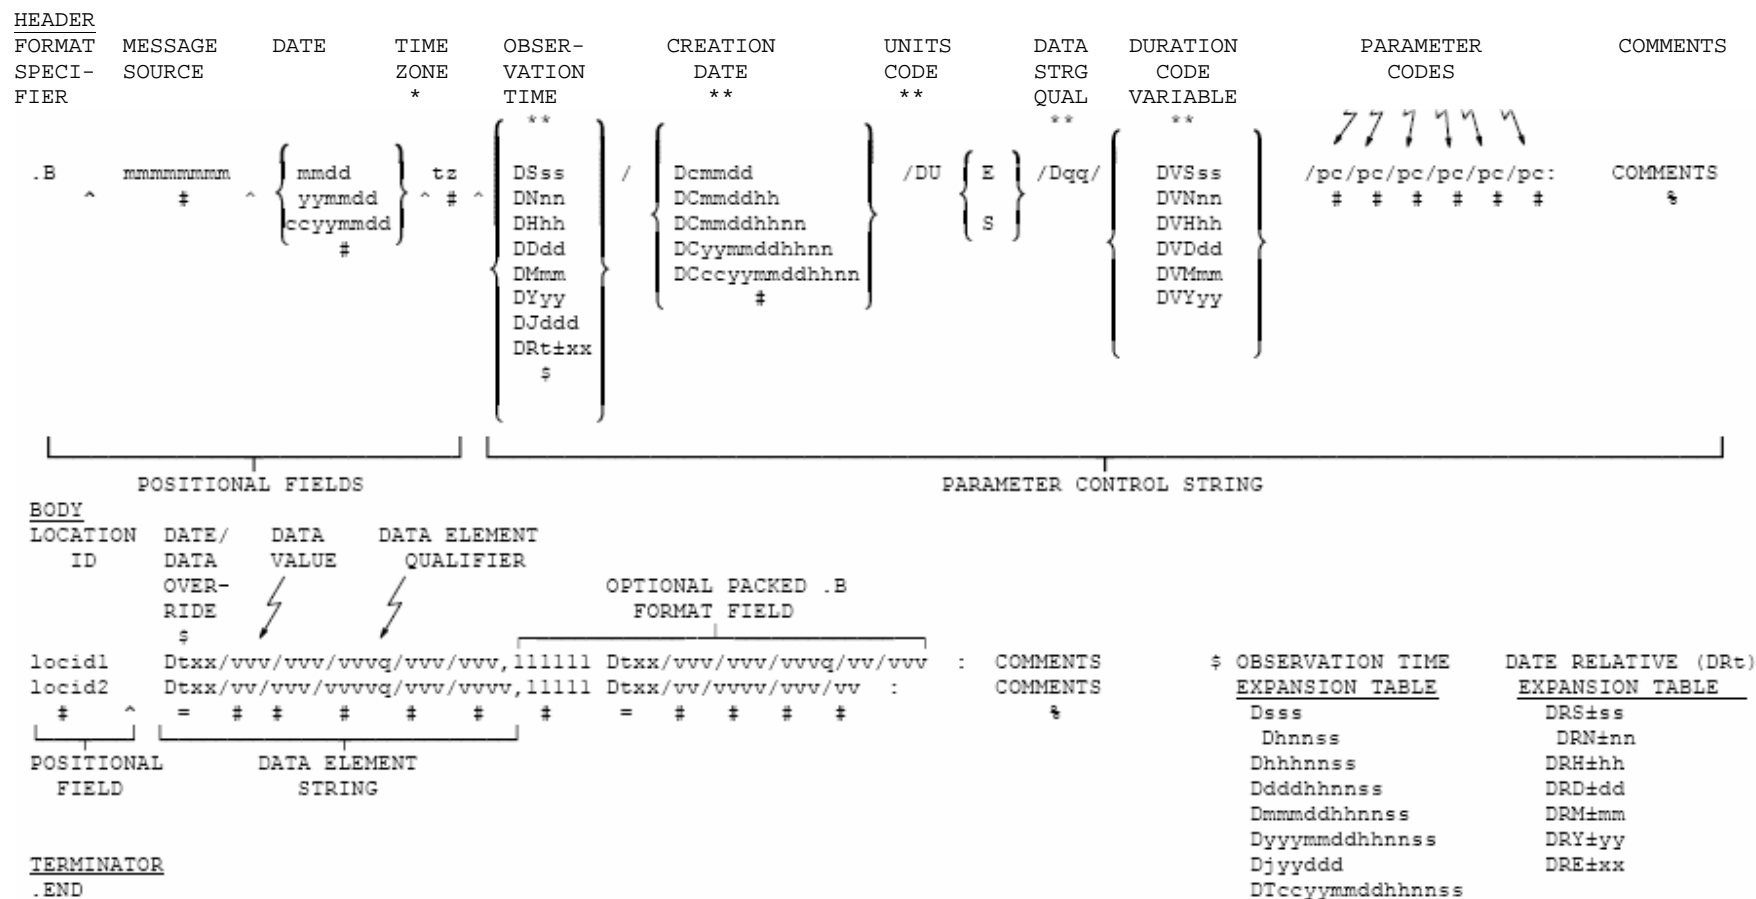 HEADER
FORMAT MESSAGE DATE TIME OBSER- CREATION UNITS DATA DURATION PARAMETER COMMENTS
SPECI- SOURCE ZONE VATION DATE CODE STRG CODE CODES
FIER * TIME ** ** QUAL VARIABLE
** ** **
.B mmmmmmmm mmdd tz DSss / Dcmmdd /DU E /Dqq/ DVSss /pc/pc/pc/pc/pc/pc: COMMENTS
^ # ^ yymmdd ^ # ^ DNnn DCmmddhh DVNnn # # # # # # %
ccyymmdd DHhh DCmmddhhnn S DVHhh
# DDdd DCyymmddhhnn DVDdd
DMmm DCccyymmddhhnn DVMmm
DYyy # DVYyy
DJddd
DRt±xx
$
POSITIONAL FIELDS PARAMETER CONTROL STRING
BODY
LOCATION DATE/ DATA DATA ELEMENT
ID DATA VALUE QUALIFIER
OVER- OPTIONAL PACKED .B
RIDE FORMAT FIELD
$
locid1 Dtxx/vvv/vvv/vvvq/vvv/vvv,llllll Dtxx/vvv/vvv/vvvq/vv/vvv : COMMENTS $ OBSERVATION TIME DATE RELATIVE (DRt)
locid2 Dtxx/vv/vvv/vvvvq/vvv/vvvv,lllll Dtxx/vv/vvvv/vvv/vv : COMMENTS EXPANSION TABLE EXPANSION TABLE
# ^ = # # # # # # = # # # # % Dsss DRS±ss
Dhnnss DRN±nn
POSITIONAL DATA ELEMENT Dhhhnnss DRH±hh
FIELD STRING Ddddhhnnss DRD±dd
Dmmmddhhnnss DRM±mm
Dyyymmddhhnnss DRY±yy
TERMINATOR Djyyddd DRE±xx
.END DTccyymmddhhnnss